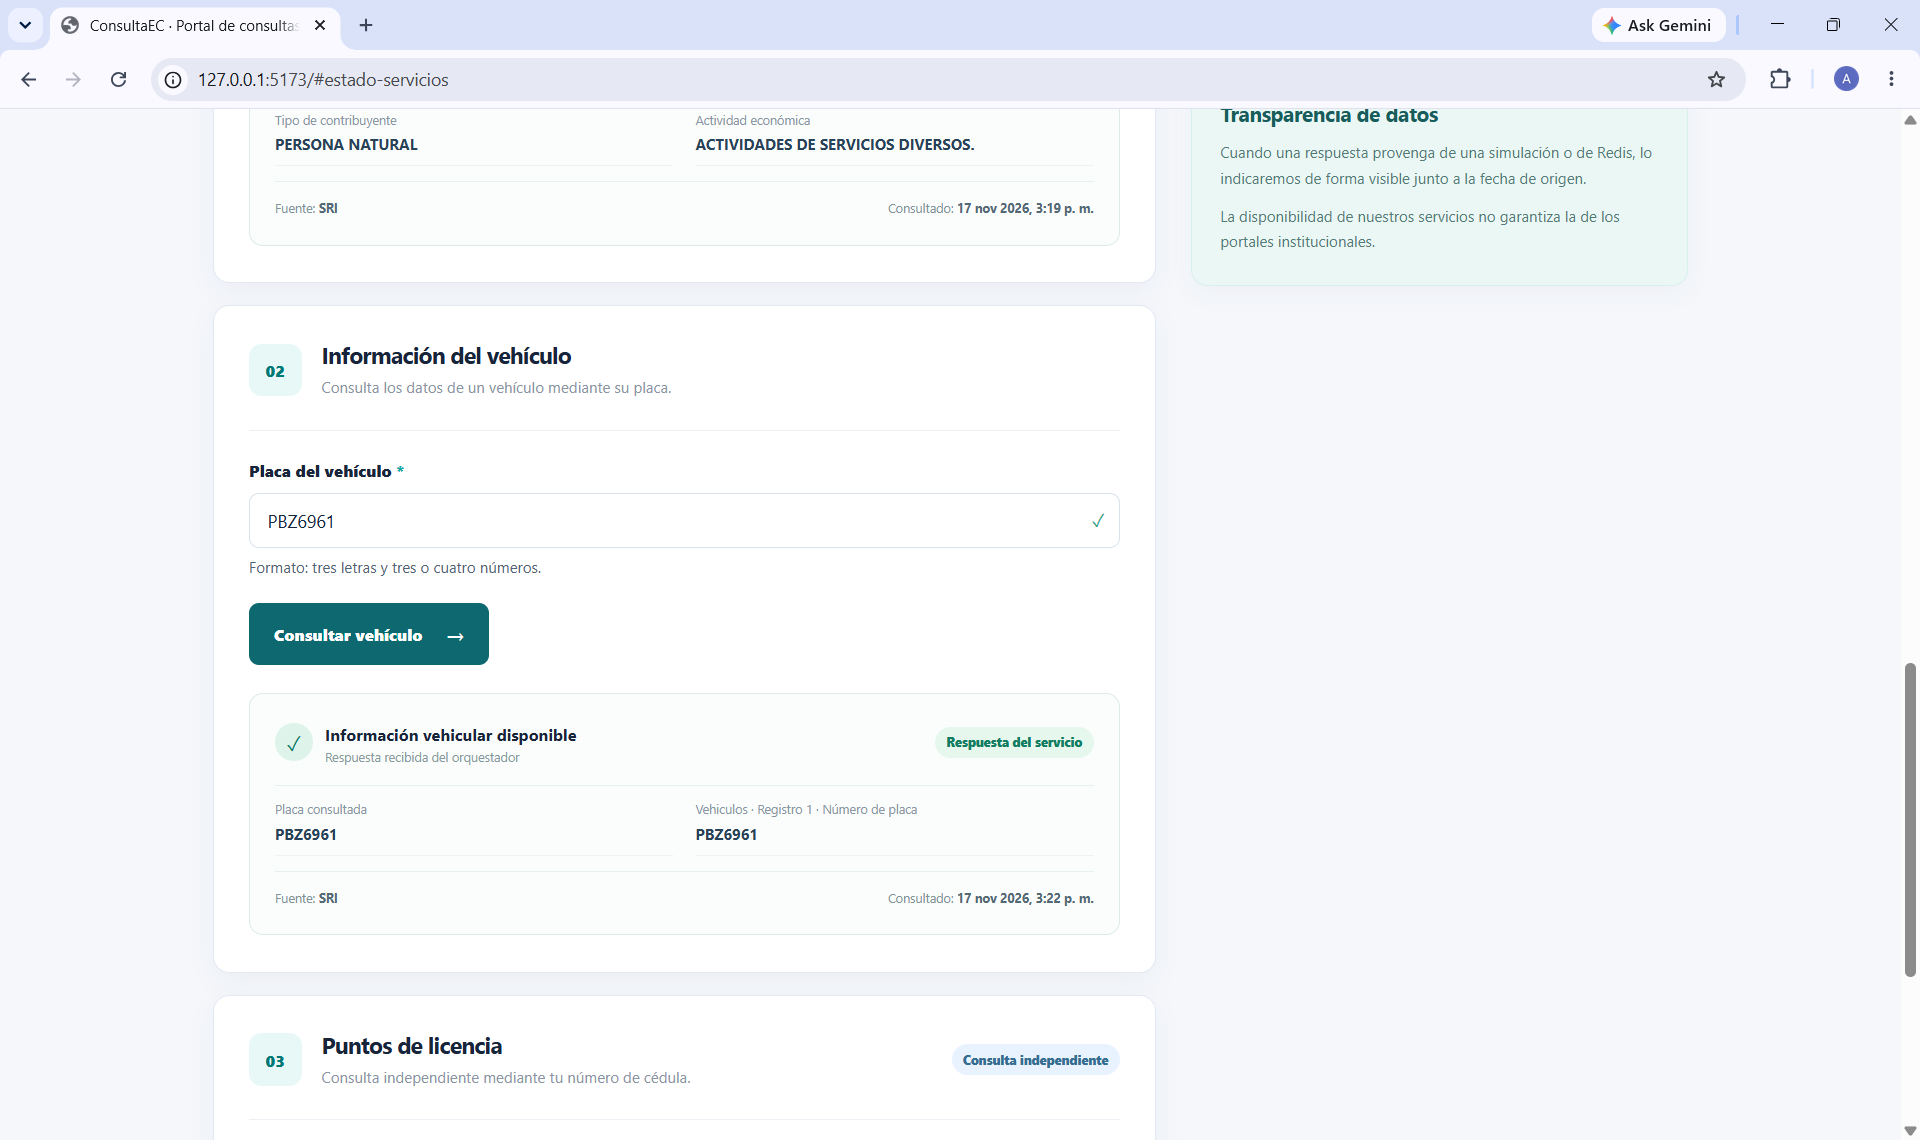 ConsultaEC · Portal de consultas
Ask Gemini
127.0.0.1:5173/#estado-servicios
A
Tipo de contribuyente
PERSONA NATURAL
Actividad económica
ACTIVIDADES DE SERVICIOS DIVERSOS.
Fuente: SRI
Consultado: 17 nov 2026, 3:19 p. m.
Transparencia de datos
Cuando una respuesta provenga de una simulación o de Redis, lo
indicaremos de forma visible junto a la fecha de origen.
La disponibilidad de nuestros servicios no garantiza la de los
portales institucionales.
02
Información del vehículo
Consulta los datos de un vehículo mediante su placa.
Placa del vehículo *
PBZ6961
Formato: tres letras y tres o cuatro números.
Consultar vehículo →
Información vehicular disponible
Respuesta recibida del orquestador
Respuesta del servicio
Placa consultada
PBZ6961
Vehiculos · Registro 1 · Número de placa
PBZ6961
Fuente: SRI
Consultado: 17 nov 2026, 3:22 p. m.
03
Puntos de licencia
Consulta independiente mediante tu número de cédula.
Consulta independiente